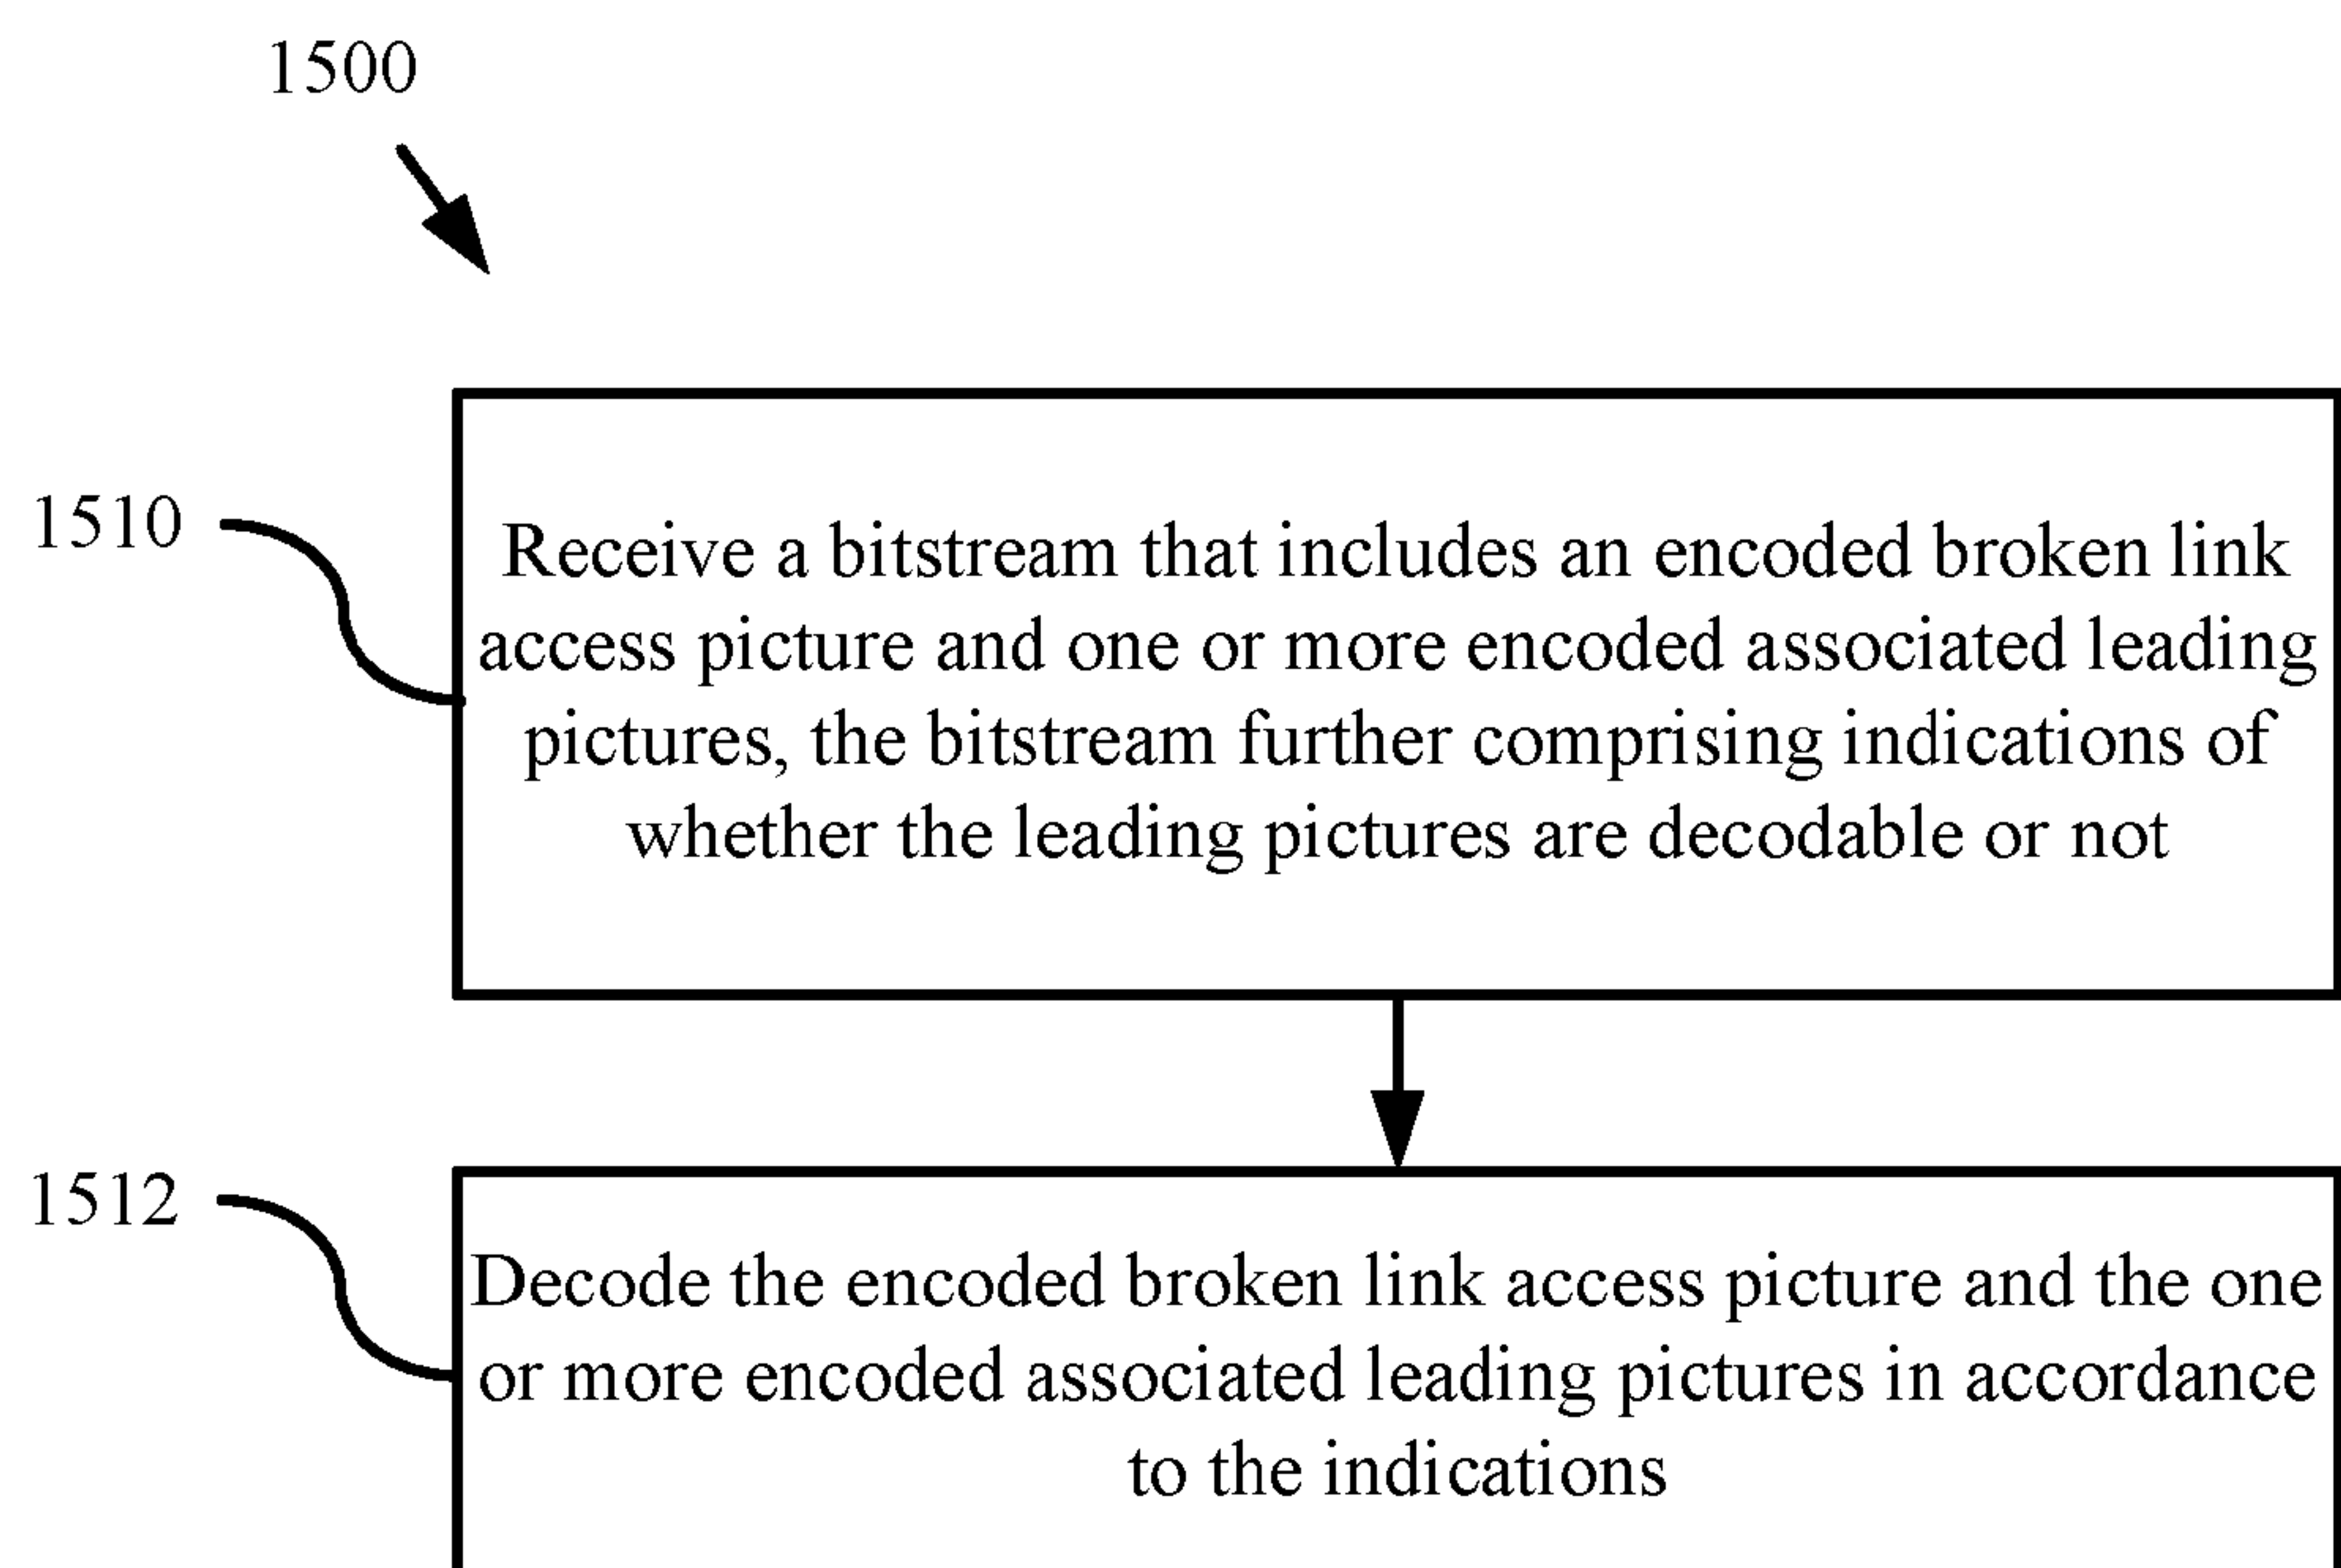 1500
1510
Receive a bitstream that includes an encoded broken link
access picture and one or more encoded associated leading
pictures, the bitstream further comprising indications of
whether the leading pictures are decodable or not
1512
Decode the encoded broken link access picture and the one
or more encoded associated leading pictures in accordance
to the indications